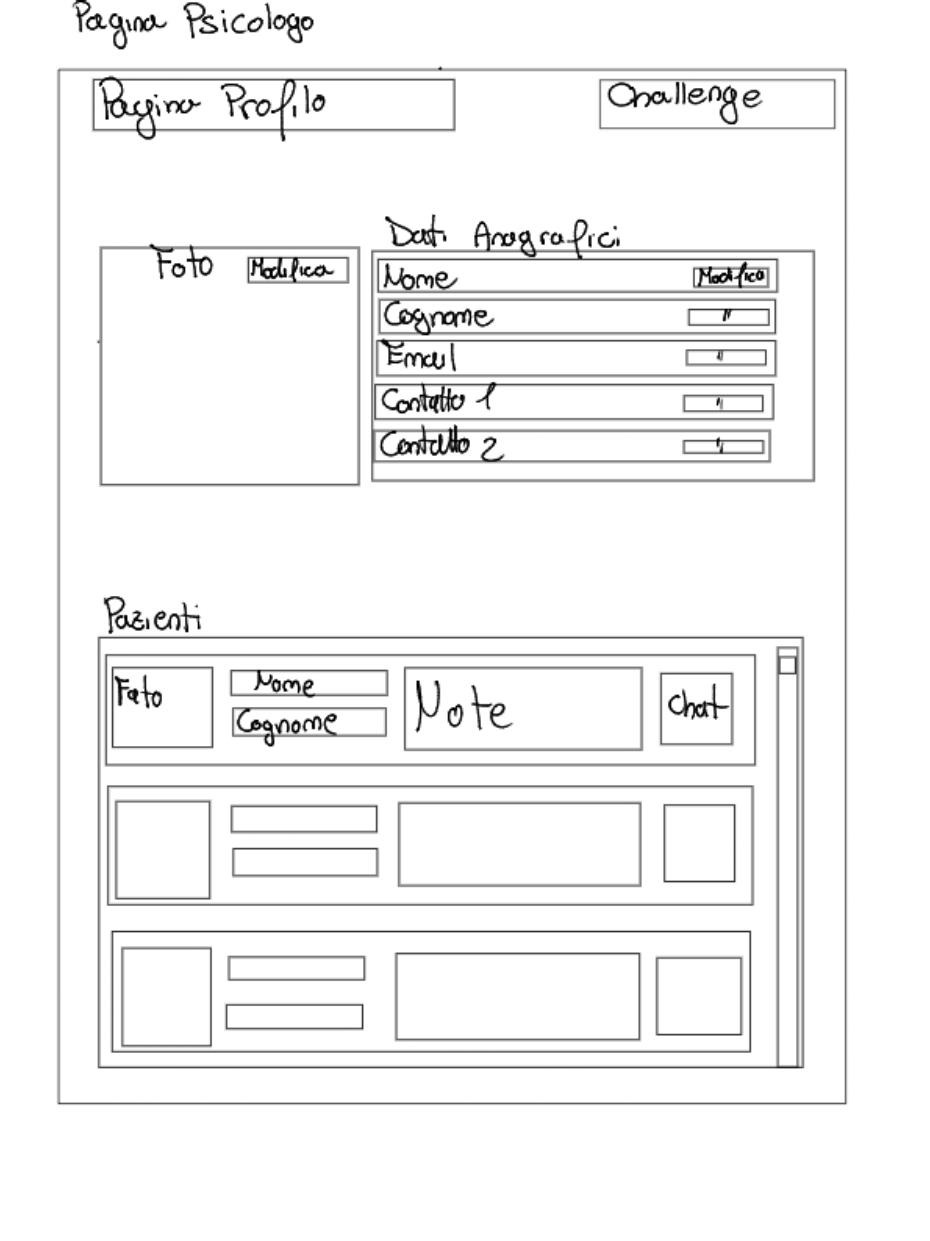 Pagina Psicologo
Pagina Profilo
Challenge
Foto
Modifica
Dati Anagrafici
Nome
Modifica
Cognome
"
Email
"
Contatto 1
"
Contatto 2
"
Pazienti
Foto
Nome
Cognome
Note
Chat